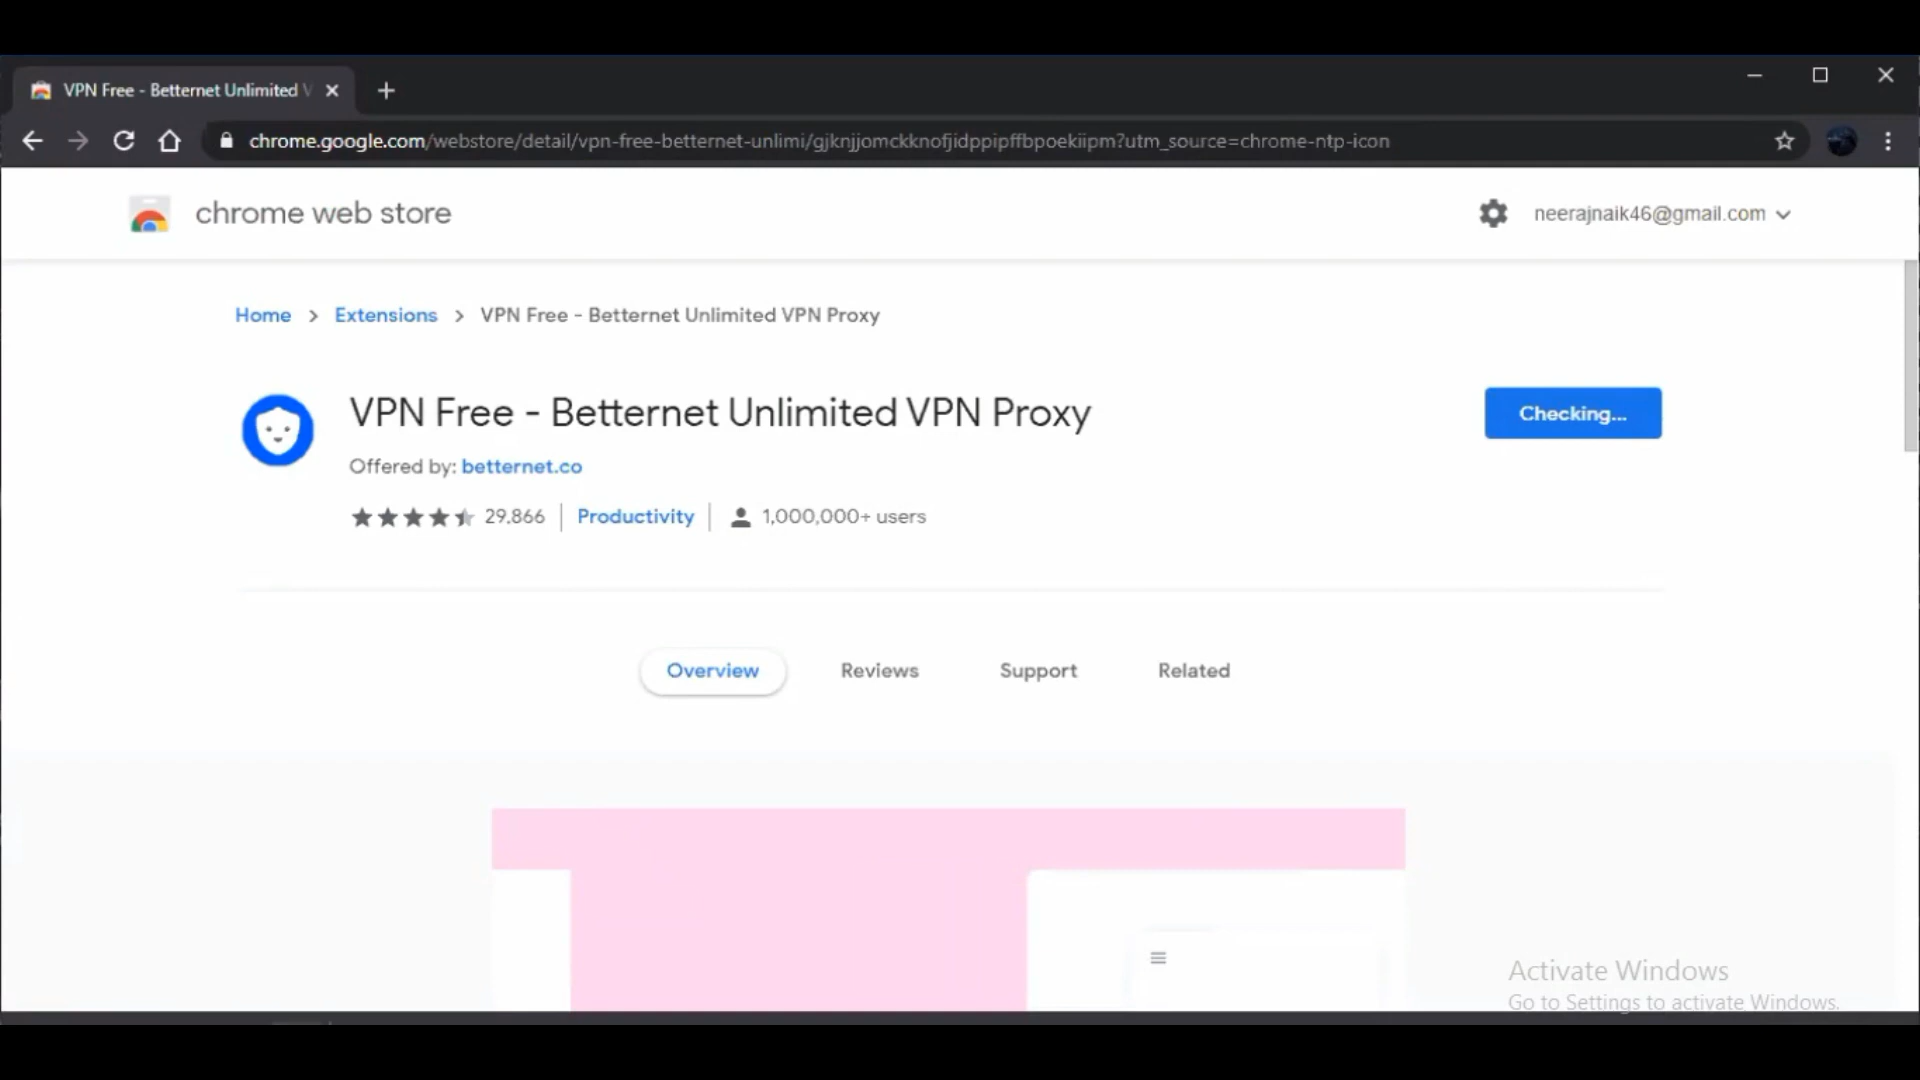 VPN Free - Betternet Unlimited V
chrome.google.com/webstore/detail/vpn-free-betternet-unlimi/gjknjjomckknofjidppipffbpoekiipm?utm_source=chrome-ntp-icon
chrome web store
neerajnaik46@gmail.com
Home > Extensions > VPN Free - Betternet Unlimited VPN Proxy
VPN Free - Betternet Unlimited VPN Proxy
Checking...
Offered by: betternet.co
29,866 | Productivity | 1,000,000+ users
Overview
Reviews
Support
Related
Activate Windows
Go to Settings to activate Windows.